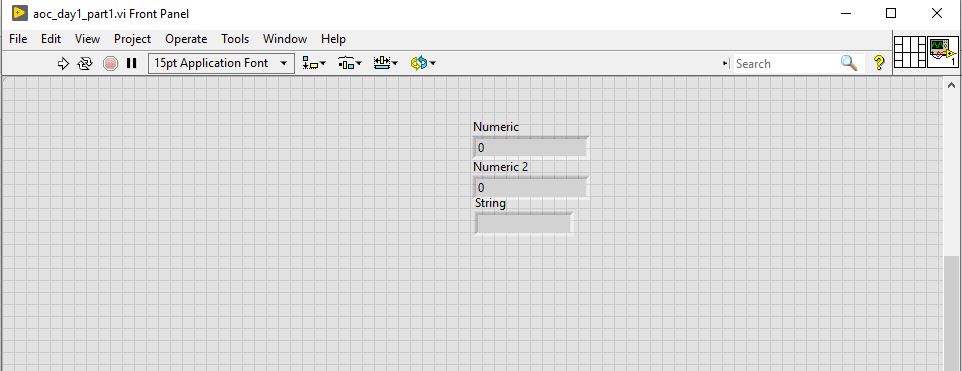 aoc_day1_part1.vi Front Panel
File Edit View Project Operate Tools Window Help
15pt Application Font Search ? 1
Numeric
0
Numeric 2
0
String